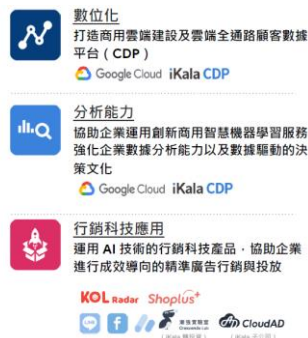 數位化
打造商用雲端建設及雲端全通路顧客數據
平台（CDP）
Google Cloud iKala CDP
分析能力
協助企業運用創新商用智慧機器學習服務
強化企業數據分析能力以及數據驅動的決
策文化
Google Cloud iKala CDP
行銷科技應用
運用 AI 技術的行銷科技產品，協助企業
進行成效導向的精準廣告行銷與投放
KOL Radar Shoplus+
LINE CloudAD